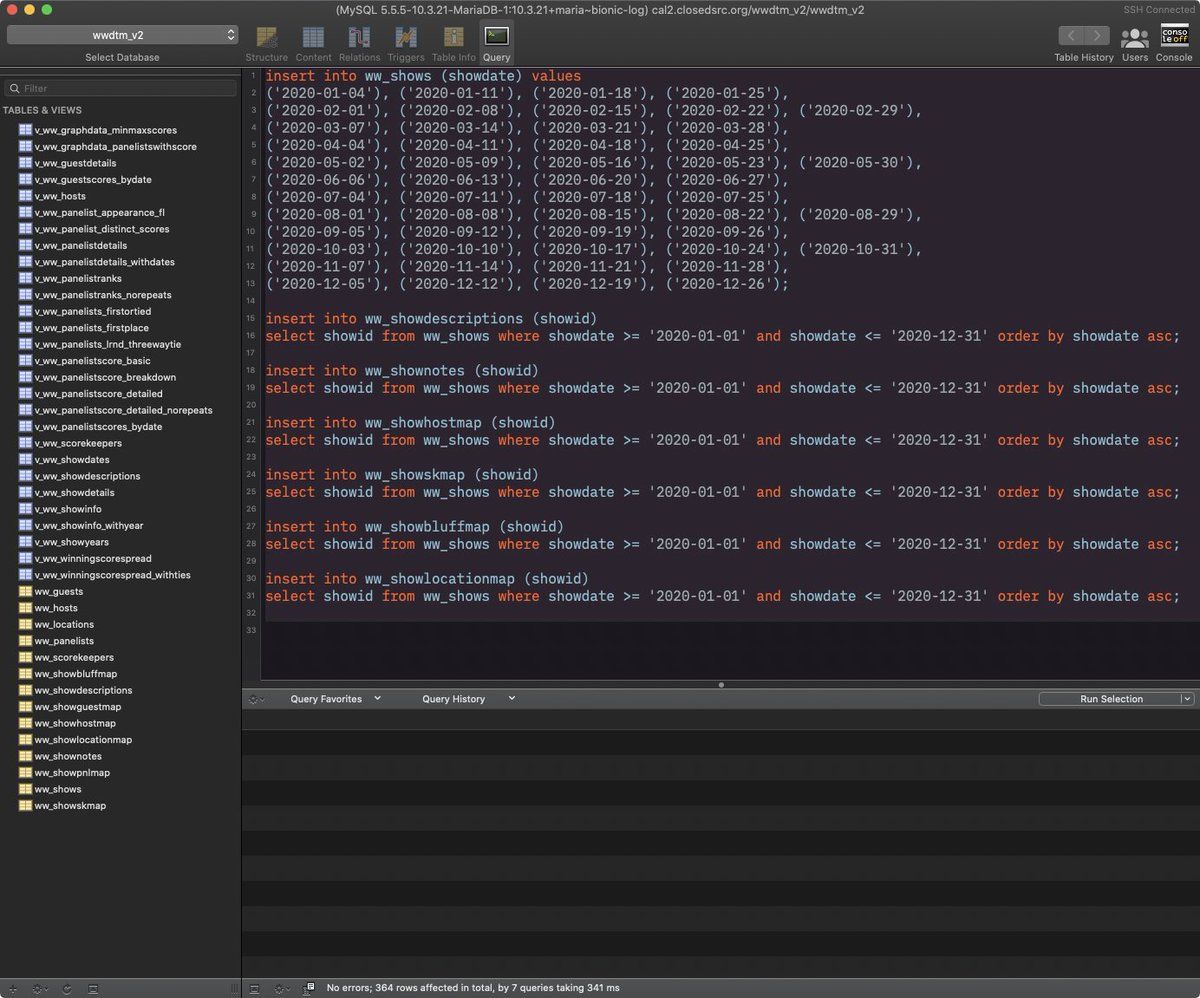 (MySQL 5.5.5-10.3.21-MariaDB-1:10.3.21+maria~bionic-log) cal2.closedsrc.org/wwdtm_v2/wwdtm_v2
SSH Connected
wwdtm_v2
Select Database
Structure Content Relations Triggers Table Info Query
Table History Users Console
conso
le off
Filter
TABLES & VIEWS
v_ww_graphdata_minmaxscores
v_ww_graphdata_panelistswithscore
v_ww_guestdetails
v_ww_guestscores_bydate
v_ww_hosts
v_ww_panelist_appearance_fl
v_ww_panelist_distinct_scores
v_ww_panelistdetails
v_ww_panelistdetails_withdates
v_ww_panelistranks
v_ww_panelistranks_norepeats
v_ww_panelists_firstortied
v_ww_panelists_firstplace
v_ww_panelists_lrnd_threewaytie
v_ww_panelistscore_basic
v_ww_panelistscore_breakdown
v_ww_panelistscore_detailed
v_ww_panelistscore_detailed_norepeats
v_ww_panelistscores_bydate
v_ww_scorekeepers
v_ww_showdates
v_ww_showdescriptions
v_ww_showdetails
v_ww_showinfo
v_ww_showinfo_withyear
v_ww_showyears
v_ww_winningscorespread
v_ww_winningscorespread_withties
ww_guests
ww_hosts
ww_locations
ww_panelists
ww_scorekeepers
ww_showbluffmap
ww_showdescriptions
ww_showguestmap
ww_showhostmap
ww_showlocationmap
ww_shownotes
ww_showpnlmap
ww_shows
ww_showskmap
1 insert into ww_shows (showdate) values
2 ('2020-01-04'), ('2020-01-11'), ('2020-01-18'), ('2020-01-25'),
3 ('2020-02-01'), ('2020-02-08'), ('2020-02-15'), ('2020-02-22'), ('2020-02-29'),
4 ('2020-03-07'), ('2020-03-14'), ('2020-03-21'), ('2020-03-28'),
5 ('2020-04-04'), ('2020-04-11'), ('2020-04-18'), ('2020-04-25'),
6 ('2020-05-02'), ('2020-05-09'), ('2020-05-16'), ('2020-05-23'), ('2020-05-30'),
7 ('2020-06-06'), ('2020-06-13'), ('2020-06-20'), ('2020-06-27'),
8 ('2020-07-04'), ('2020-07-11'), ('2020-07-18'), ('2020-07-25'),
9 ('2020-08-01'), ('2020-08-08'), ('2020-08-15'), ('2020-08-22'), ('2020-08-29'),
10 ('2020-09-05'), ('2020-09-12'), ('2020-09-19'), ('2020-09-26'),
11 ('2020-10-03'), ('2020-10-10'), ('2020-10-17'), ('2020-10-24'), ('2020-10-31'),
12 ('2020-11-07'), ('2020-11-14'), ('2020-11-21'), ('2020-11-28'),
13 ('2020-12-05'), ('2020-12-12'), ('2020-12-19'), ('2020-12-26');
14
15 insert into ww_showdescriptions (showid)
16 select showid from ww_shows where showdate >= '2020-01-01' and showdate <= '2020-12-31' order by showdate asc;
17
18 insert into ww_shownotes (showid)
19 select showid from ww_shows where showdate >= '2020-01-01' and showdate <= '2020-12-31' order by showdate asc;
20
21 insert into ww_showhostmap (showid)
22 select showid from ww_shows where showdate >= '2020-01-01' and showdate <= '2020-12-31' order by showdate asc;
23
24 insert into ww_showskmap (showid)
25 select showid from ww_shows where showdate >= '2020-01-01' and showdate <= '2020-12-31' order by showdate asc;
26
27 insert into ww_showbluffmap (showid)
28 select showid from ww_shows where showdate >= '2020-01-01' and showdate <= '2020-12-31' order by showdate asc;
29
30 insert into ww_showlocationmap (showid)
31 select showid from ww_shows where showdate >= '2020-01-01' and showdate <= '2020-12-31' order by showdate asc;
32
33
Query Favorites Query History Run Selection
No errors; 364 rows affected in total, by 7 queries taking 341 ms